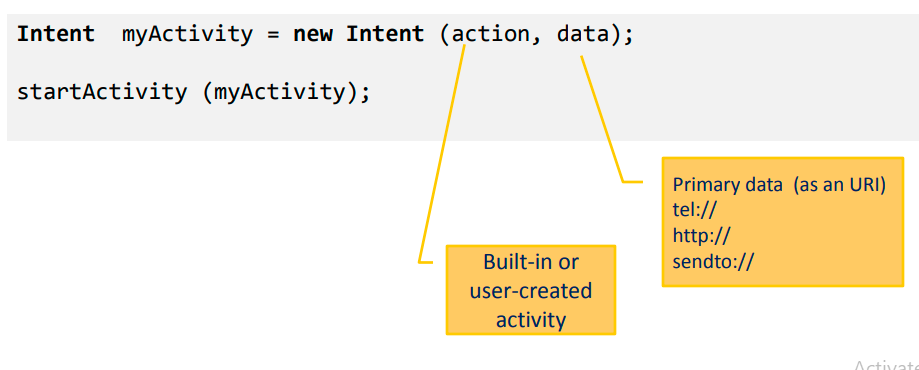 Intent myActivity = new Intent (action, data);
startActivity (myActivity);
Primary data (as an URI)
tel://
http://
sendto://
Built-in or
user-created
activity